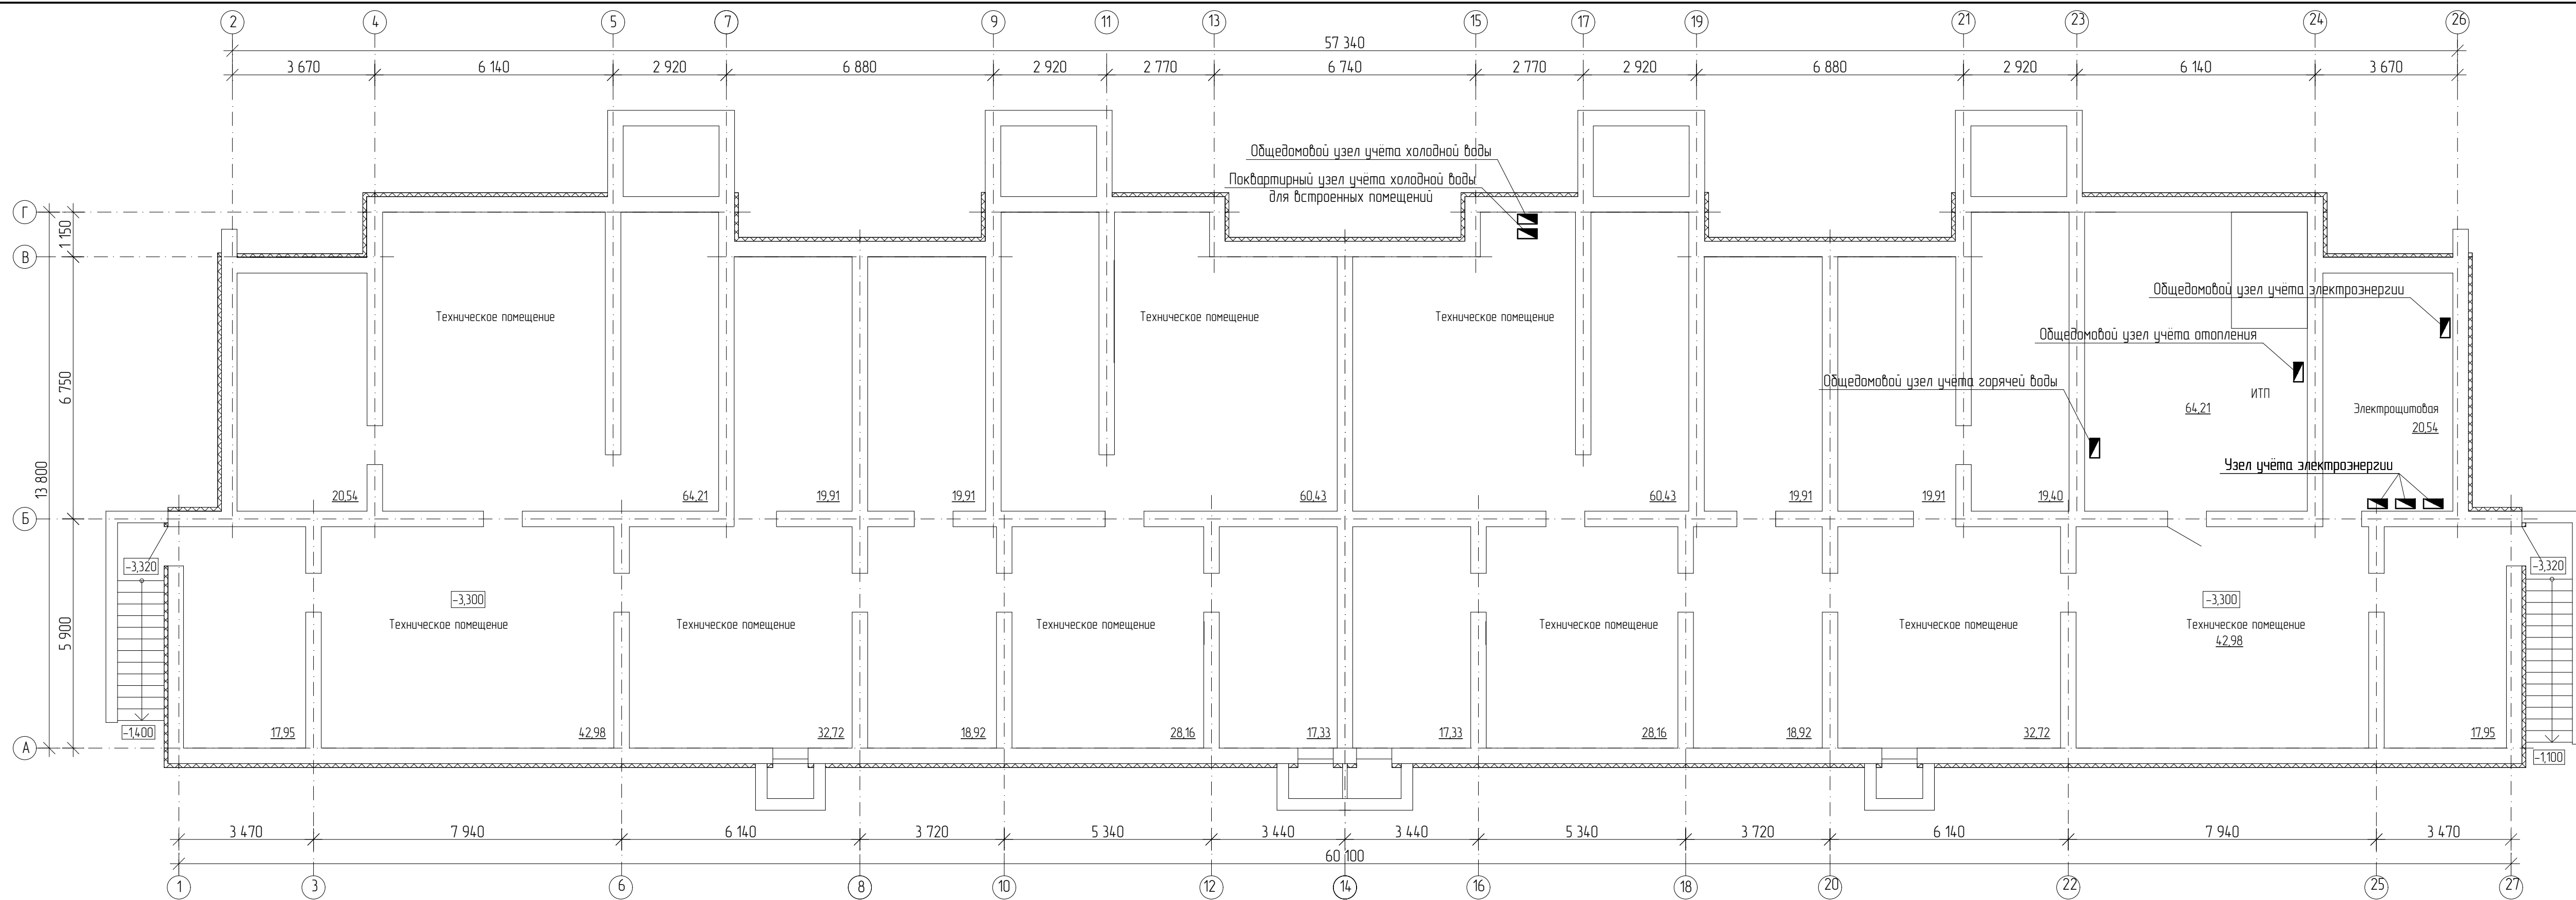 2 4 5 7 9 11 13 15 17 19 21 23 24 26
57 340
3 670 6 140 2 920 6 880 2 920 2 770 6 740 2 770 2 920 6 880 2 920 6 140 3 670
Общедомовой узел учёта холодной воды
Поквартирный узел учёта холодной воды
для встроенных помещений
Г
1 150
В
Общедомовой узел учёта электроэнергии
Техническое помещение Техническое помещение Техническое помещение
Общедомовой узел учёта отопления
6 750
Общедомовой узел учёта горячей воды
ИТП
64,21
Электрощитовая
20,54
Узел учёта электроэнергии
13 800
20,54 64,21 19,91 19,91 60,43 60,43 19,91 19,91 19,40
Б
-3,320 -3,320
-3,300 -3,300
5 900
Техническое помещение Техническое помещение Техническое помещение Техническое помещение Техническое помещение Техническое помещение
42,98
-1,400 17,95 42,98 32,72 18,92 28,16 17,33 17,33 28,16 18,92 32,72 17,95
А
-1,100
3 470 7 940 6 140 3 720 5 340 3 440 3 440 5 340 3 720 6 140 7 940 3 470
60 100
1 3 6 8 10 12 14 16 18 20 22 25 27